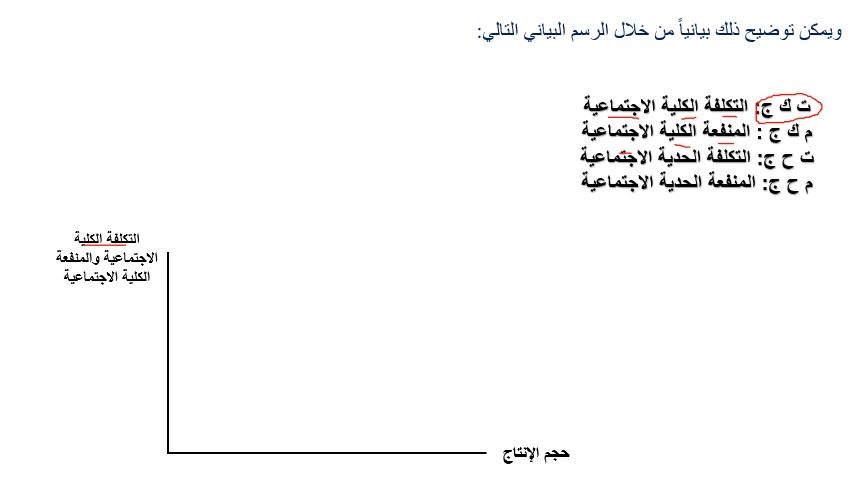 ويمكن توضيح ذلك بيانياً من خلال الرسم البياني التالي:
ت ك ج: التكلفة الكلية الاجتماعية
م ك ج : المنفعة الكلية الاجتماعية
ت ح ج: التكلفة الحدية الاجتماعية
م ح ج: المنفعة الحدية الاجتماعية
التكلفة الكلية
الاجتماعية والمنفعة
الكلية الاجتماعية
حجم الإنتاج